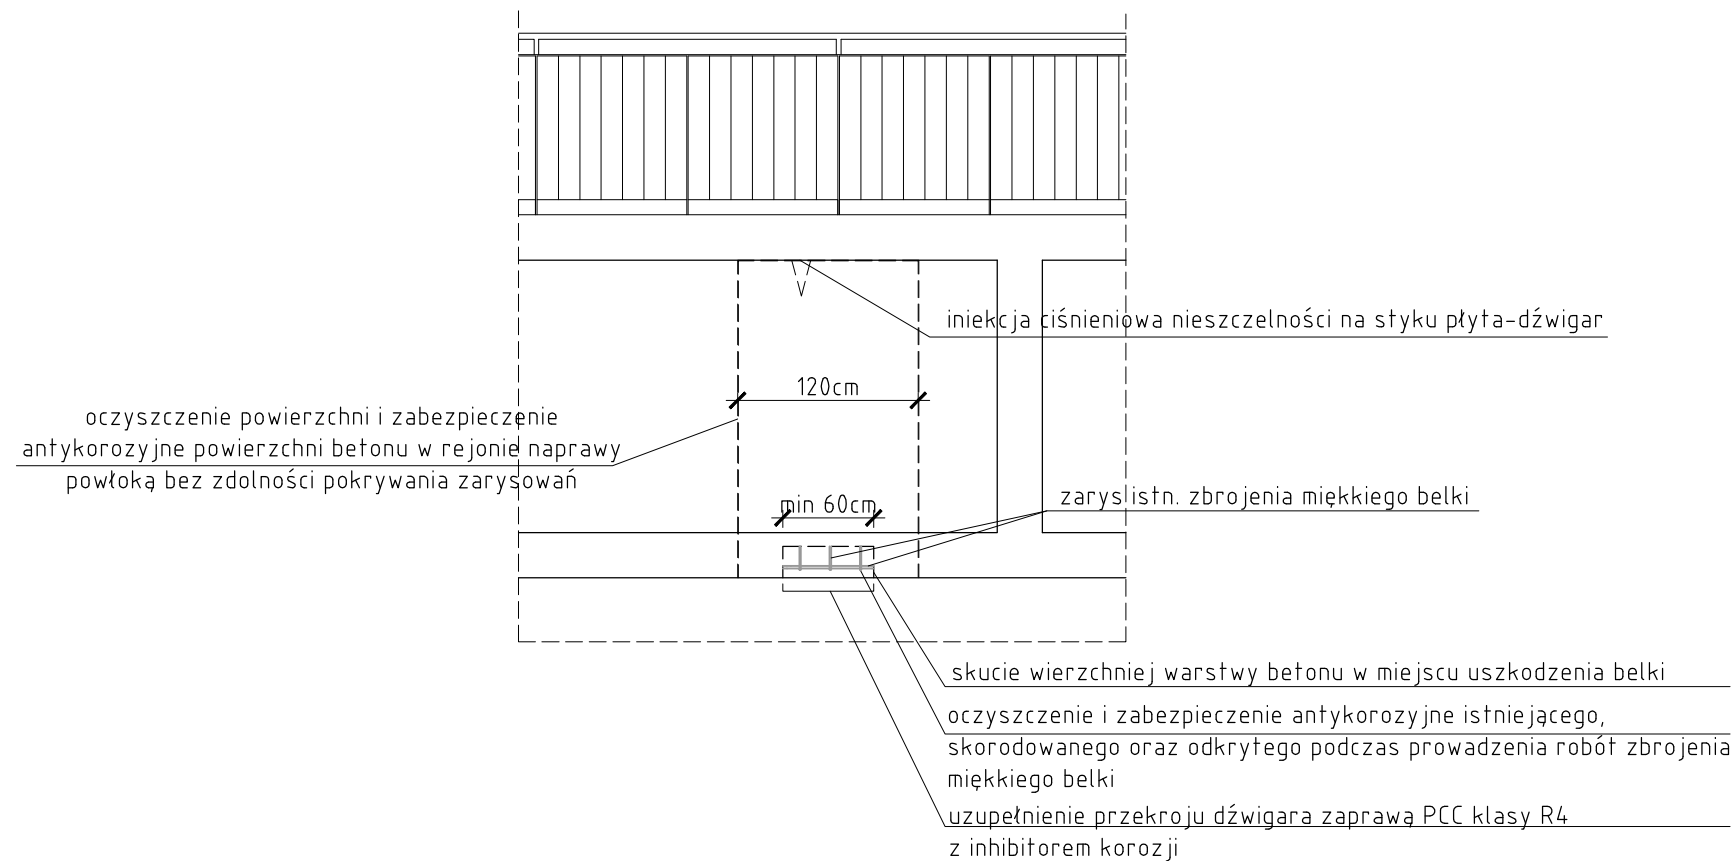 iniekcja ciśnieniowa nieszczelności na styku płyta-dźwigar
120cm
oczyszczenie powierzchni i zabezpieczenie
antykorozyjne powierzchni betonu w rejonie naprawy
powłoką bez zdolności pokrywania zarysowań
min 60cm
zarys istn. zbrojenia miękkiego belki
skucie wierzchniej warstwy betonu w miejscu uszkodzenia belki
oczyszczenie i zabezpieczenie antykorozyjne istniejącego,
skorodowanego oraz odkrytego podczas prowadzenia robót zbrojenia
miękkiego belki
uzupełnienie przekroju dźwigara zaprawą PCC klasy R4
z inhibitorem korozji